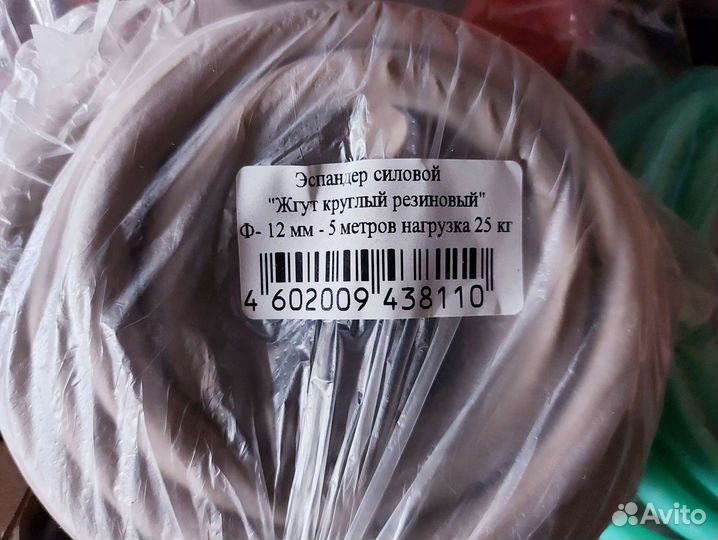 Эспандер силовой
"Жгут круглый резиновый"
Ф- 12 мм - 5 метров нагрузка 25 кг
4 602009 438110
Avito